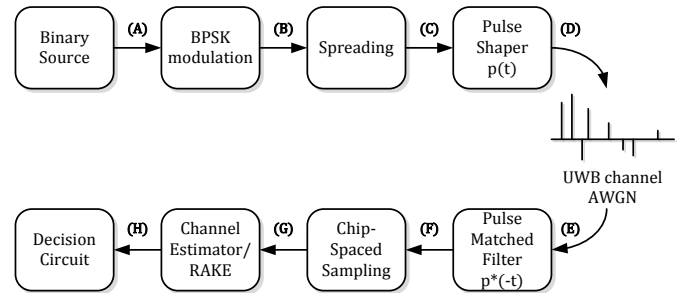 (A)
(B)
(C)
(D)
Binary
Source
BPSK
modulation
Spreading
Pulse
Shaper
p(t)
UWB channel
AWGN
(H)
(G)
(F)
(E)
Decision
Circuit
Channel
Estimator/
RAKE
Chip-
Spaced
Sampling
Pulse
Matched
Filter
p*(-t)